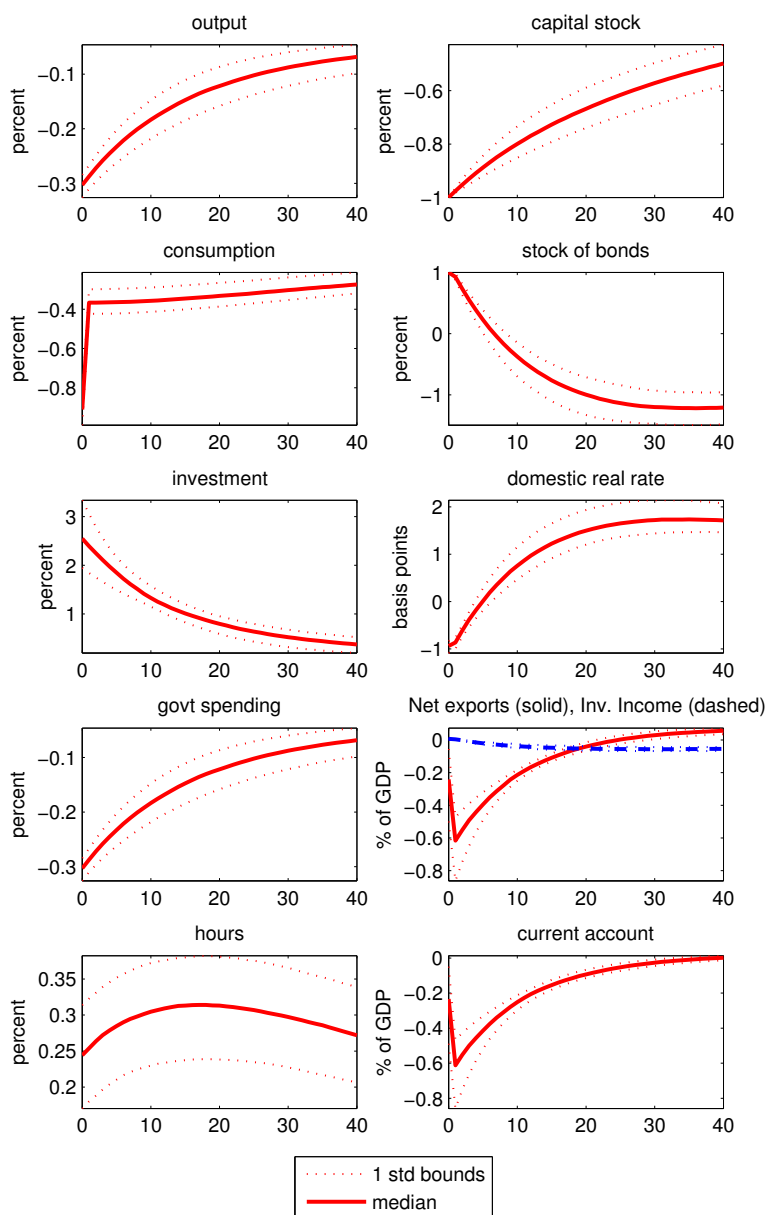 output
percent
−0.1
−0.2
−0.3
0 10 20 30 40
capital stock
percent
−0.6
−0.8
−1
0 10 20 30 40
consumption
percent
−0.4
−0.6
−0.8
0 10 20 30 40
stock of bonds
percent
1
0
−1
0 10 20 30 40
investment
percent
3
2
1
0 10 20 30 40
domestic real rate
basis points
2
1
0
−1
0 10 20 30 40
govt spending
percent
−0.1
−0.2
−0.3
0 10 20 30 40
Net exports (solid), Inv. Income (dashed)
% of GDP
0
−0.2
−0.4
−0.6
−0.8
0 10 20 30 40
hours
percent
0.35
0.3
0.25
0.2
0 10 20 30 40
current account
% of GDP
0
−0.2
−0.4
−0.6
−0.8
0 10 20 30 40
1 std bounds
median